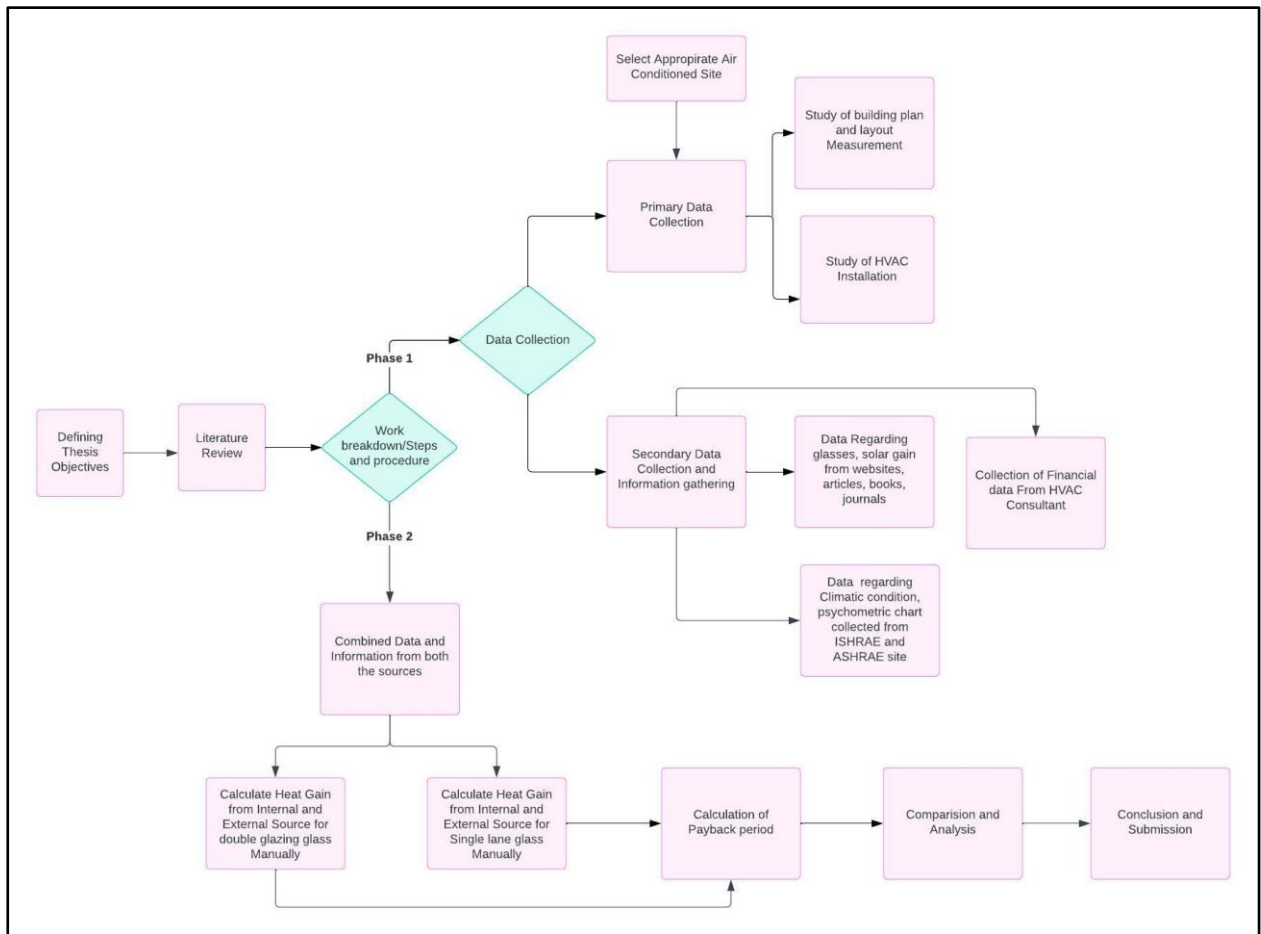 Select Appropirate Air
Conditioned Site
Study of building plan
and layout
Measurement
Primary Data
Collection
Study of HVAC
Installation
Data Collection
Phase 1
Defining
Thesis
Objectives
Literature
Review
Work
breakdown/Steps
and procedure
Secondary Data
Collection and
Information gathering
Data Regarding
glasses, solar gain
from websites,
articles, books,
journals
Collection of Financial
data From HVAC
Consultant
Phase 2
Data regarding
Climatic condition,
psychometric chart
collected from
ISHRAE and
ASHRAE site
Combined Data and
Information from both
the sources
Calculate Heat Gain
from Internal and
External Source for
double glazing glass
Manually
Calculate Heat Gain
from Internal and
External Source for
Single lane glass
Manually
Calculation of
Payback period
Comparision and
Analysis
Conclusion and
Submission